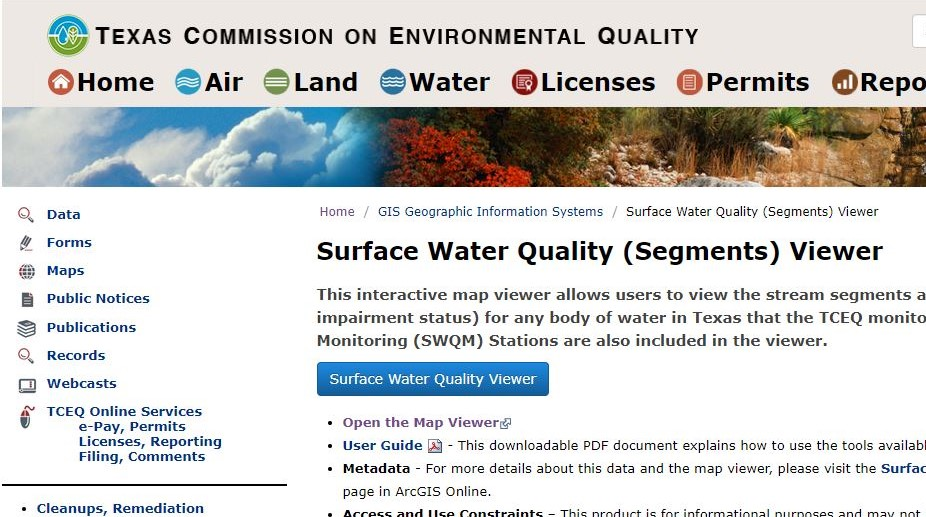 TEXAS COMMISSION ON ENVIRONMENTAL QUALITY
Home Air Land Water Licenses Permits Repo
Data
Forms
Maps
Public Notices
Publications
Records
Webcasts
TCEQ Online Services
e-Pay, Permits
Licenses, Reporting
Filing, Comments
Cleanups, Remediation
Home / GIS Geographic Information Systems / Surface Water Quality (Segments) Viewer
Surface Water Quality (Segments) Viewer
This interactive map viewer allows users to view the stream segments a
impairment status) for any body of water in Texas that the TCEQ monito
Monitoring (SWQM) Stations are also included in the viewer.
Surface Water Quality Viewer
• Open the Map Viewer
• User Guide - This downloadable PDF document explains how to use the tools availabl
• Metadata - For more details about this data and the map viewer, please visit the Surfac
page in ArcGIS Online.
• Access and Use Constraints – This product is for informational purposes and may not